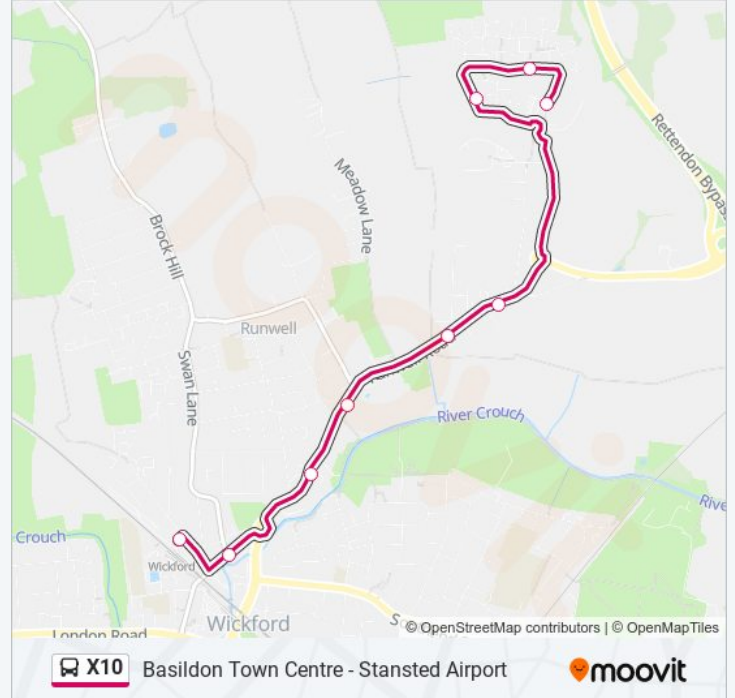 Rettendon Bypass
Meadow Lane
Brock Hill
Runwell
Swan Lane
River Crouch
Crouch
Wickford
Wickford
London Road
© OpenStreetMap contributors | © OpenMapTiles
X10 Basildon Town Centre - Stansted Airport moovit